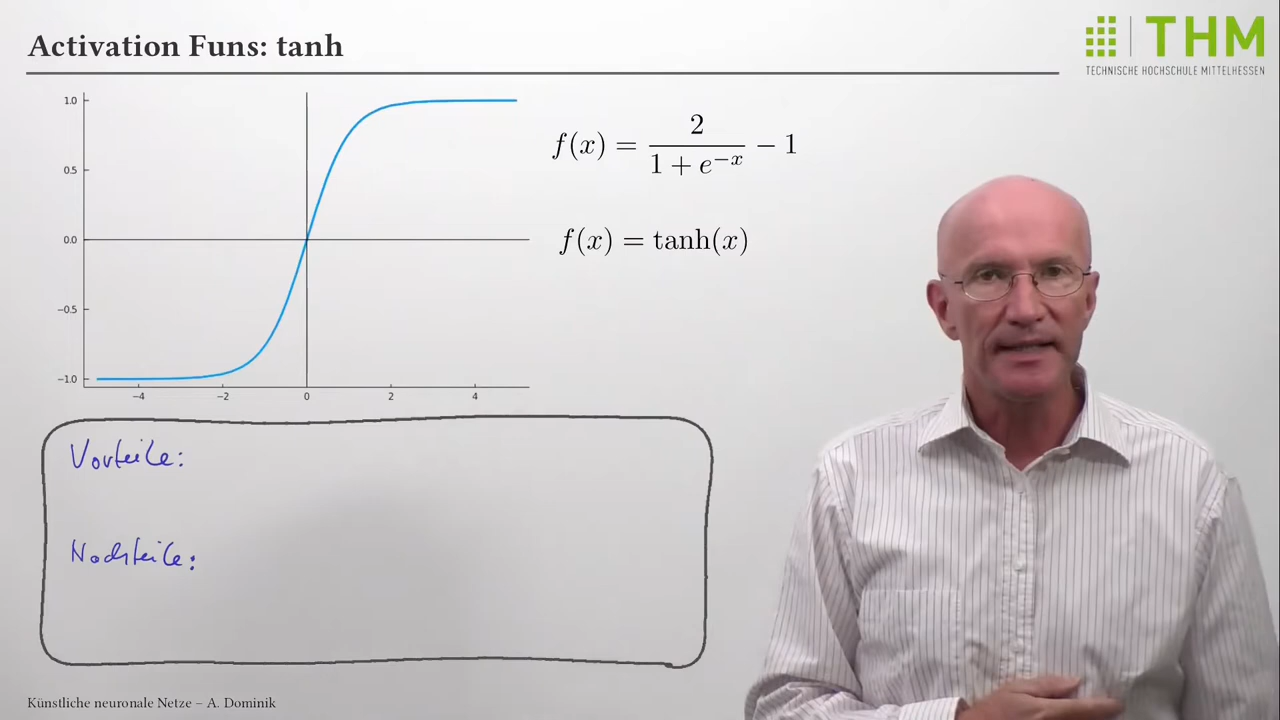 Activation Funs: tanh
THM
TECHNISCHE HOCHSCHULE MITTELHESSEN
1.0
0.5
0.0
−0.5
−1.0
−4 −2 0 2 4
f(x) = \frac{2}{1 + e^{-x}} − 1
f(x) = tanh(x)
Vorteile:
Nachteile:
Künstliche neuronale Netze – A. Dominik